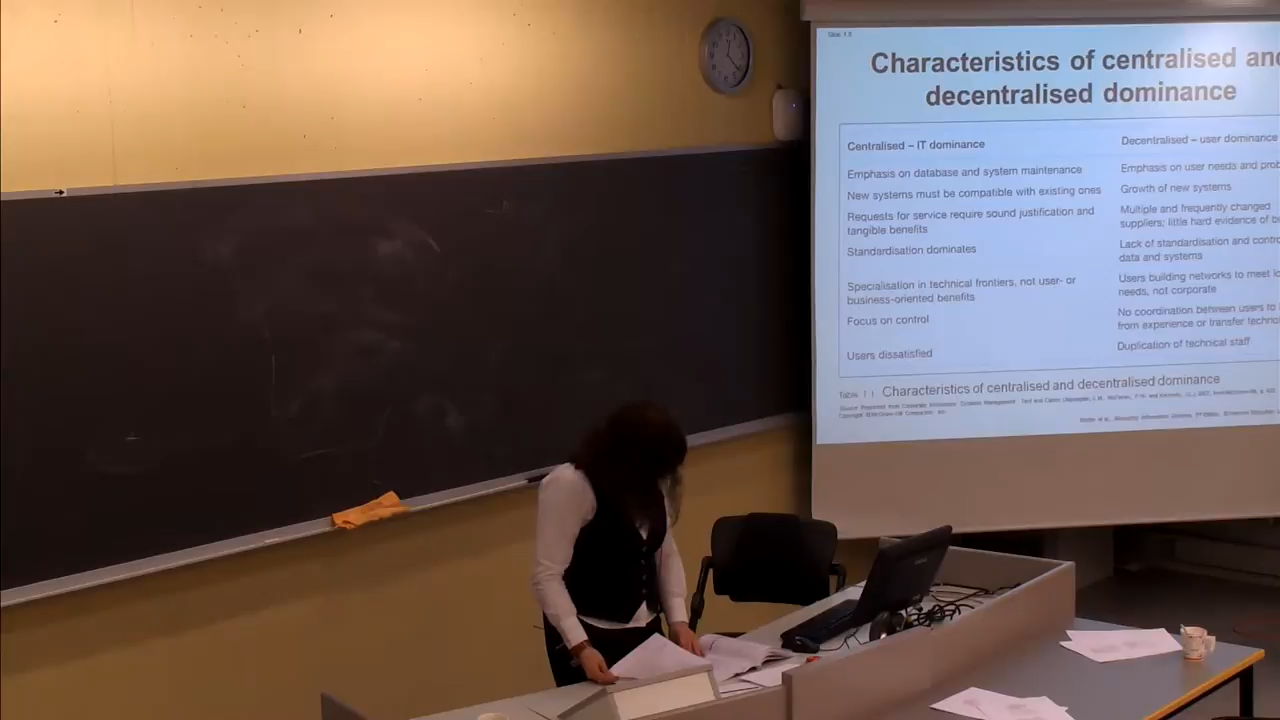 Characteristics of centralised and
decentralised dominance
Centralised – IT dominance
Decentralised – user dominance
Emphasis on database and system maintenance
Emphasis on user needs and
New systems must be compatible with existing ones
Growth of new systems
Requests for service require sound justification and
tangible benefits
Multiple and frequently changed
suppliers; little hard evidence of
Standardisation dominates
Lack of standardisation and
data and systems
Specialisation in technical frontiers, not user- or
business-oriented benefits
Users building networks to meet
needs, not corporate
Focus on control
No coordination between users to
from experience or transfer
Users dissatisfied
Duplication of technical staff
Characteristics of centralised and decentralised dominance